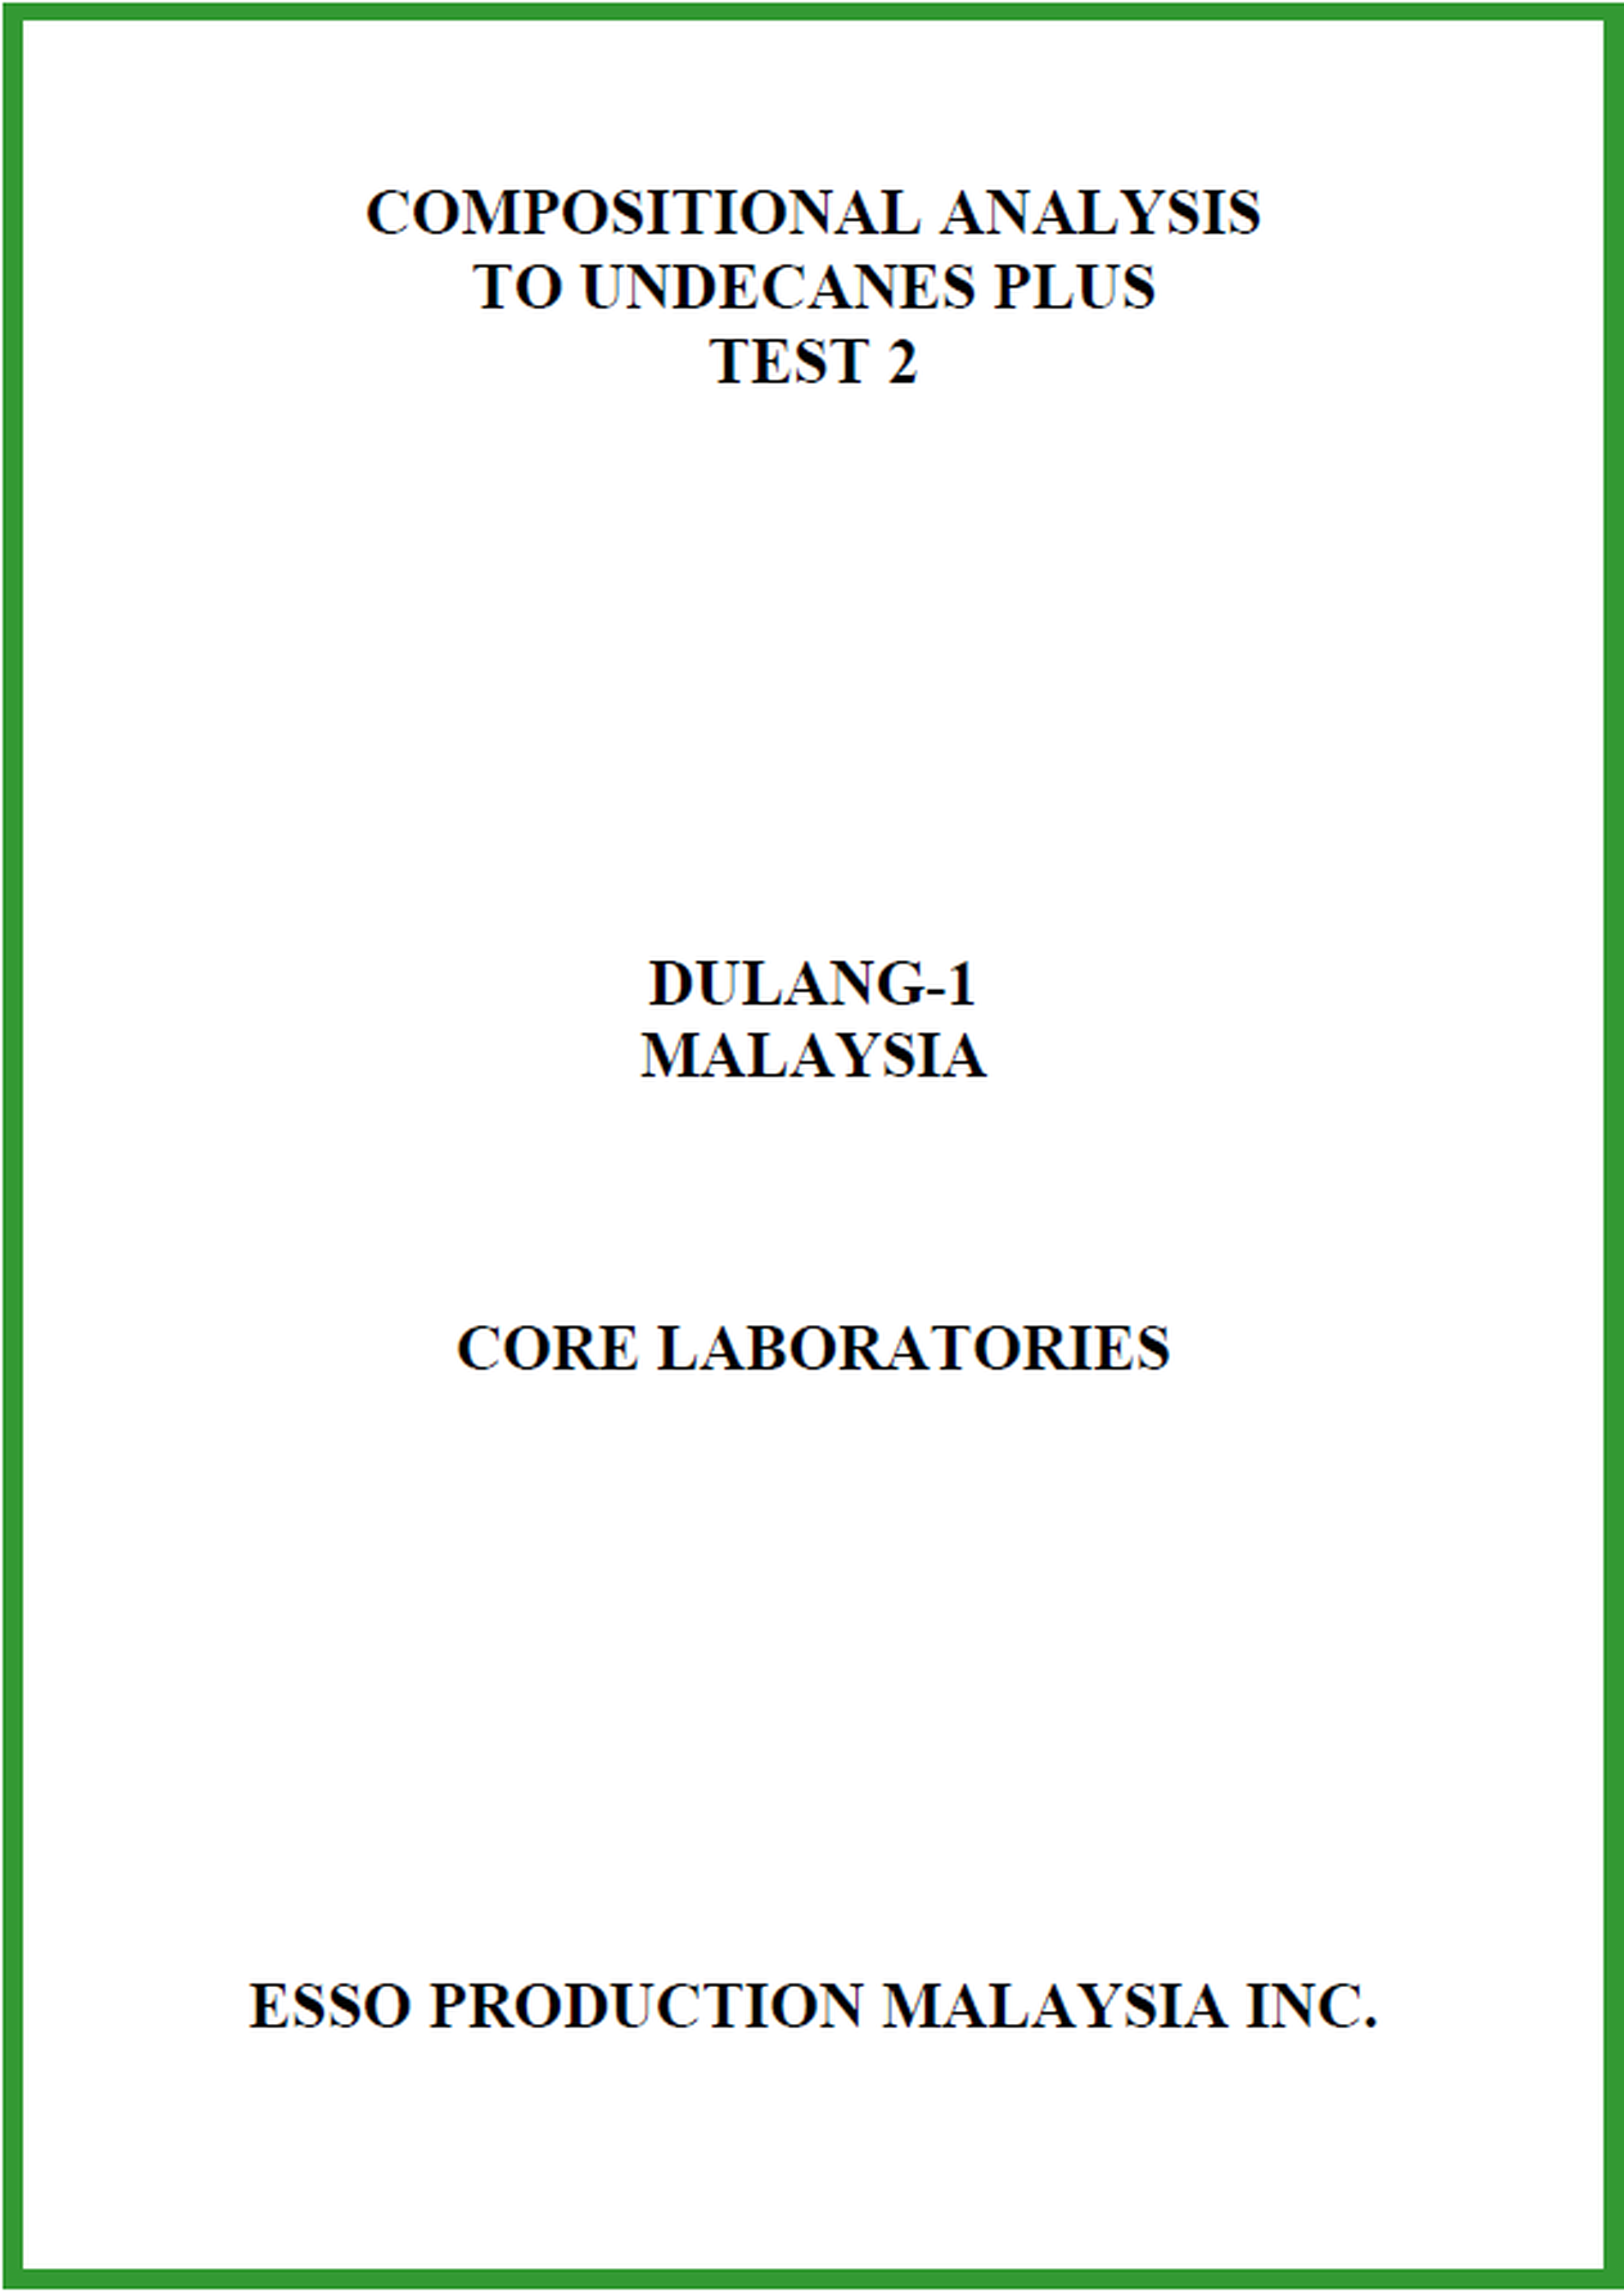 COMPOSITIONAL ANALYSIS
TO UNDECANES PLUS
TEST 2
DULANG-1
MALAYSIA
CORE LABORATORIES
ESSO PRODUCTION MALAYSIA INC.